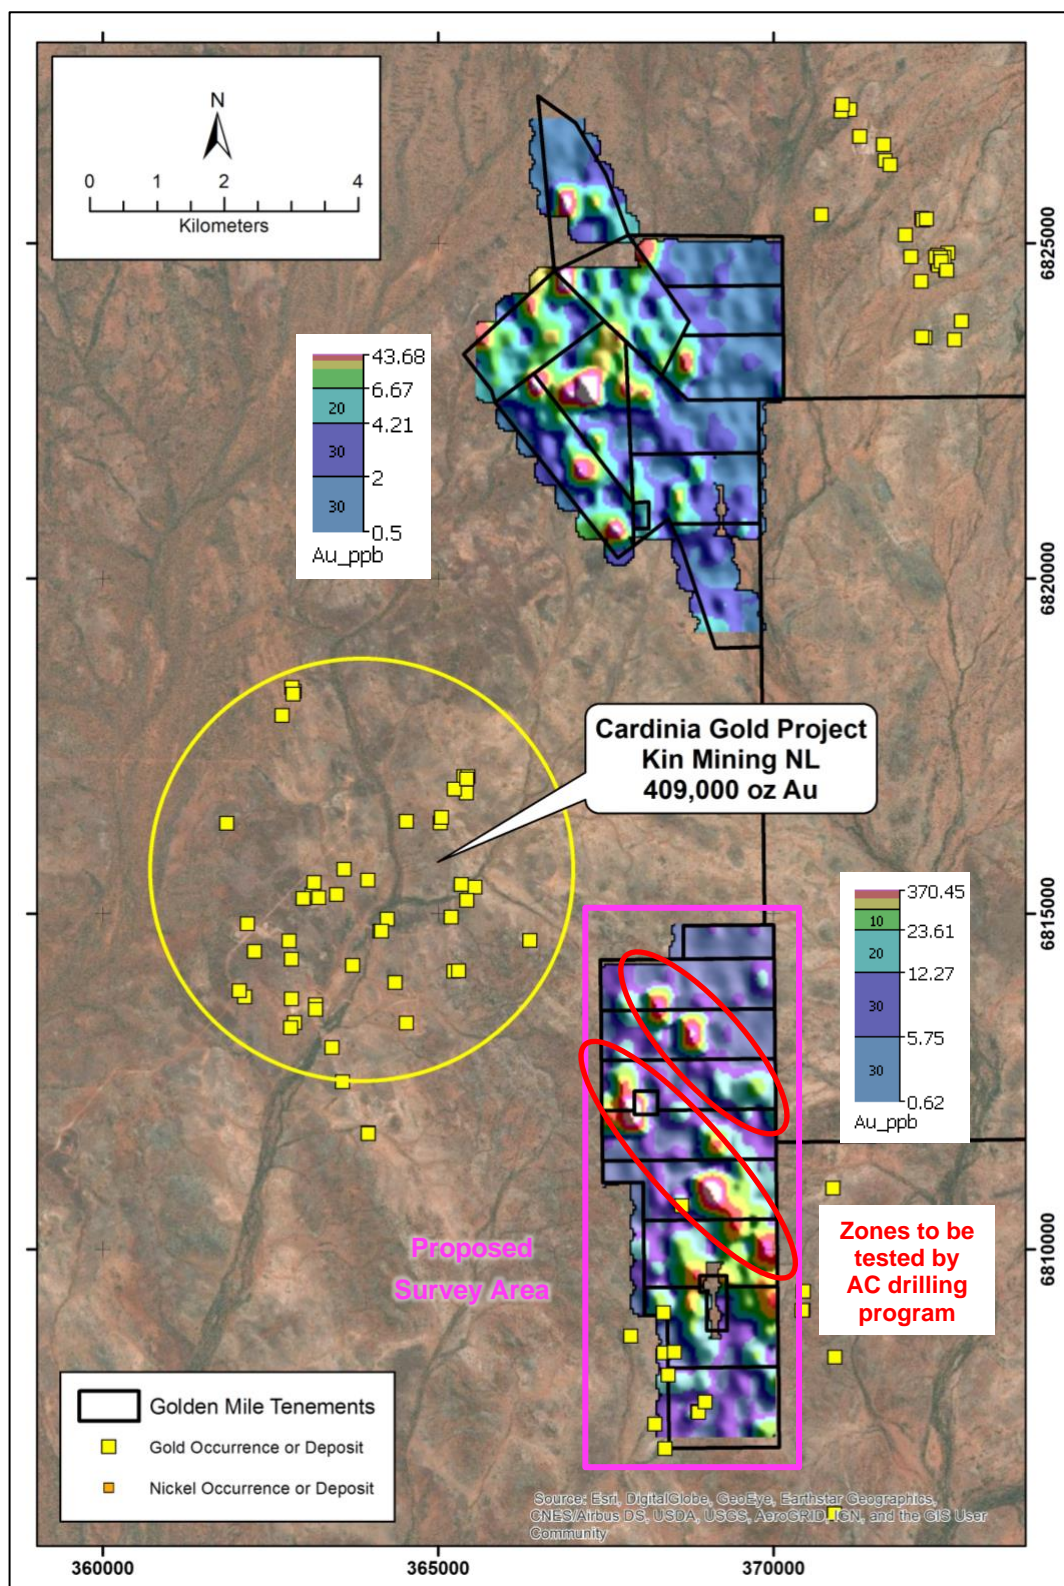 N
0 1 2 4
Kilometers
43.68
6.67
20
4.21
30
2
30
0.5
Au_ppb
6825000
6820000
Cardinia Gold Project
Kin Mining NL
409,000 oz Au
370.45
10
23.61
20
12.27
30
5.75
30
0.62
Au_ppb
6815000
6810000
Proposed
Survey Area
Zones to be
tested by
AC drilling
program
Golden Mile Tenements
Gold Occurrence or Deposit
Nickel Occurrence or Deposit
Source: Esri, DigitalGlobe, GeoEye, Earthstar Geographics,
CNES/Airbus DS, USDA, USGS, AeroGRID, IGN, and the GIS User
Community
360000 365000 370000